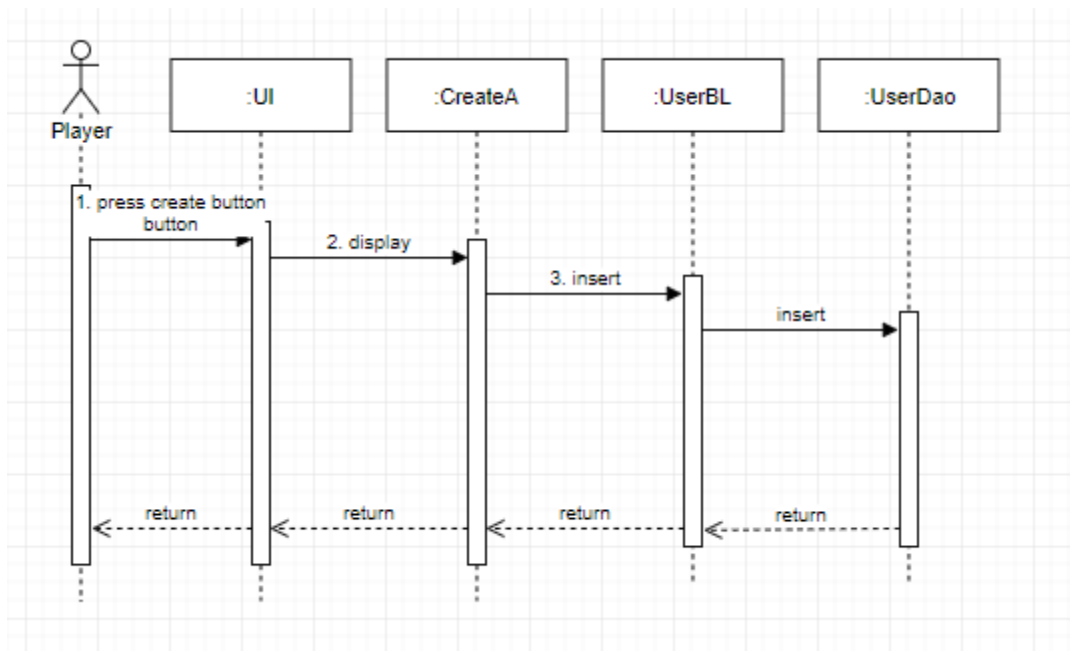 :UI
:CreateA
:UserBL
:UserDao
Player
1. press create button
button
2. display
3. insert
insert
return
return
return
return